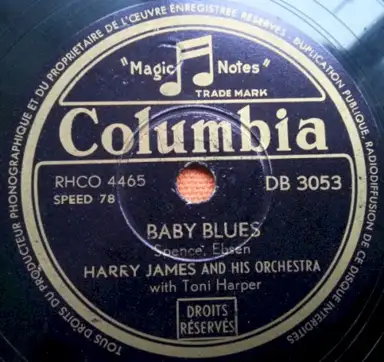 TOUS DROITS DU PRODUCTEUR PHONOGRAPHIQUE ET DU PROPRIETAIRE DE L'ŒUVRE ENREGISTREE RESERVES. DUPLICATION PUBLIQUE, RADIODIFFUSION DE CE DISQUE INTERDITES
"Magic Notes"
TRADE MARK
Columbia
RHCO 4465 DB 3053
SPEED 78
BABY BLUES
Spence, Ebsen
HARRY JAMES AND HIS ORCHESTRA
with Toni Harper
DROITS
RÉSERVÉS